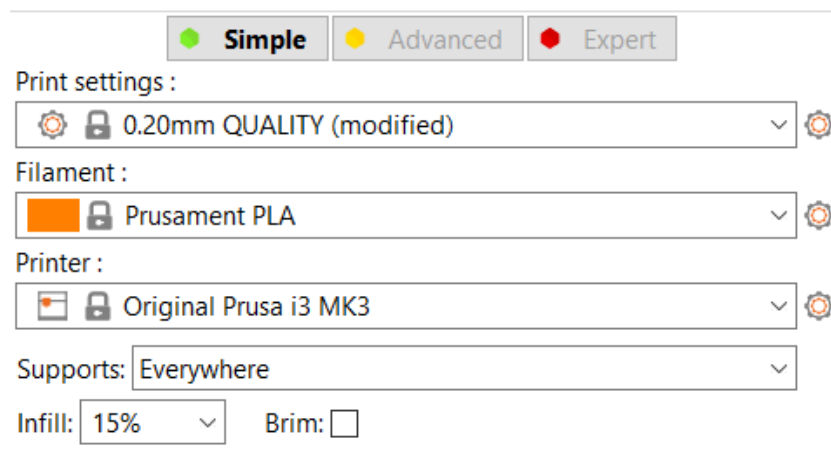 Simple Advanced Expert
Print settings :
0.20mm QUALITY (modified)
Filament :
Prusament PLA
Printer :
Original Prusa i3 MK3
Supports: Everywhere
Infill: 15% Brim: